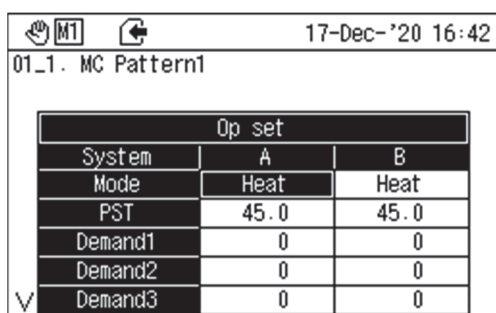 M1 17-Dec-'20 16:42
01_1. MC Pattern1
Op set
System A B
Mode Heat Heat
PST 45.0 45.0
Demand1 0 0
Demand2 0 0
Demand3 0 0